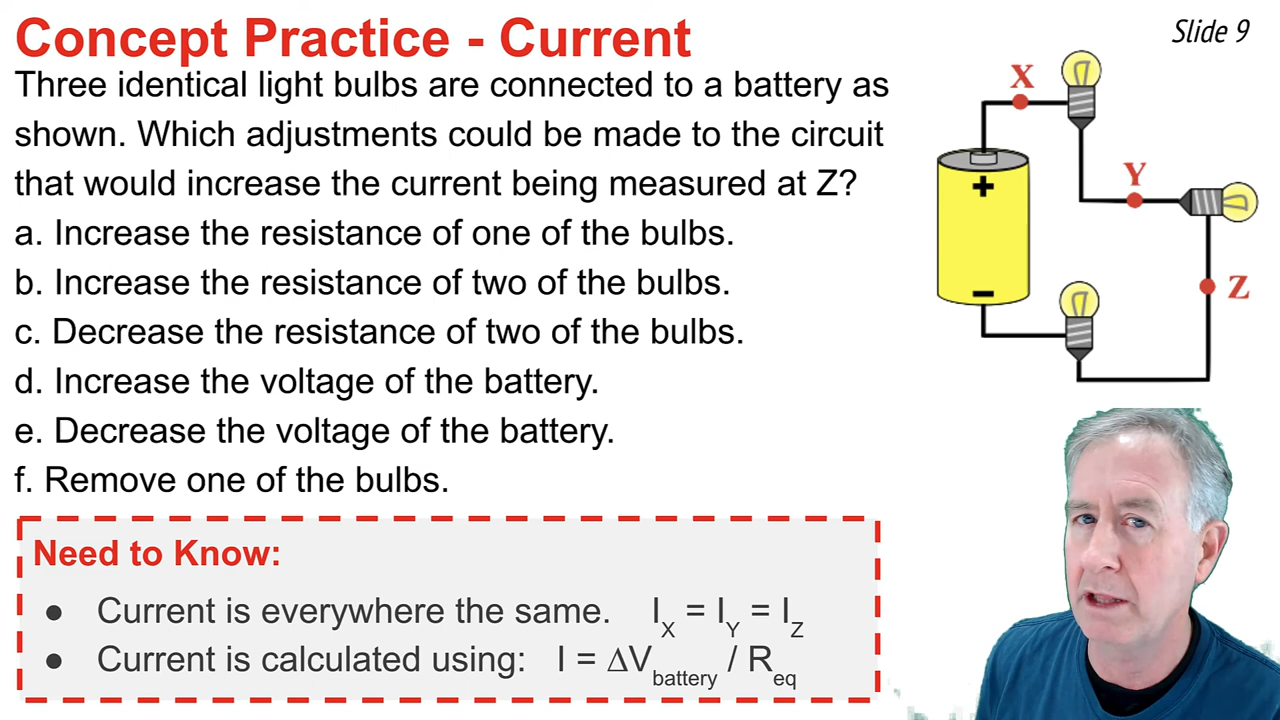 Concept Practice - Current
Slide 9
Three identical light bulbs are connected to a battery as
shown. Which adjustments could be made to the circuit
that would increase the current being measured at Z?
a. Increase the resistance of one of the bulbs.
b. Increase the resistance of two of the bulbs.
c. Decrease the resistance of two of the bulbs.
d. Increase the voltage of the battery.
e. Decrease the voltage of the battery.
f. Remove one of the bulbs.
X
Y
Z
+
−
Need to Know:
● Current is everywhere the same. I_X = I_Y = I_Z
● Current is calculated using: I = ΔV_battery / R_eq